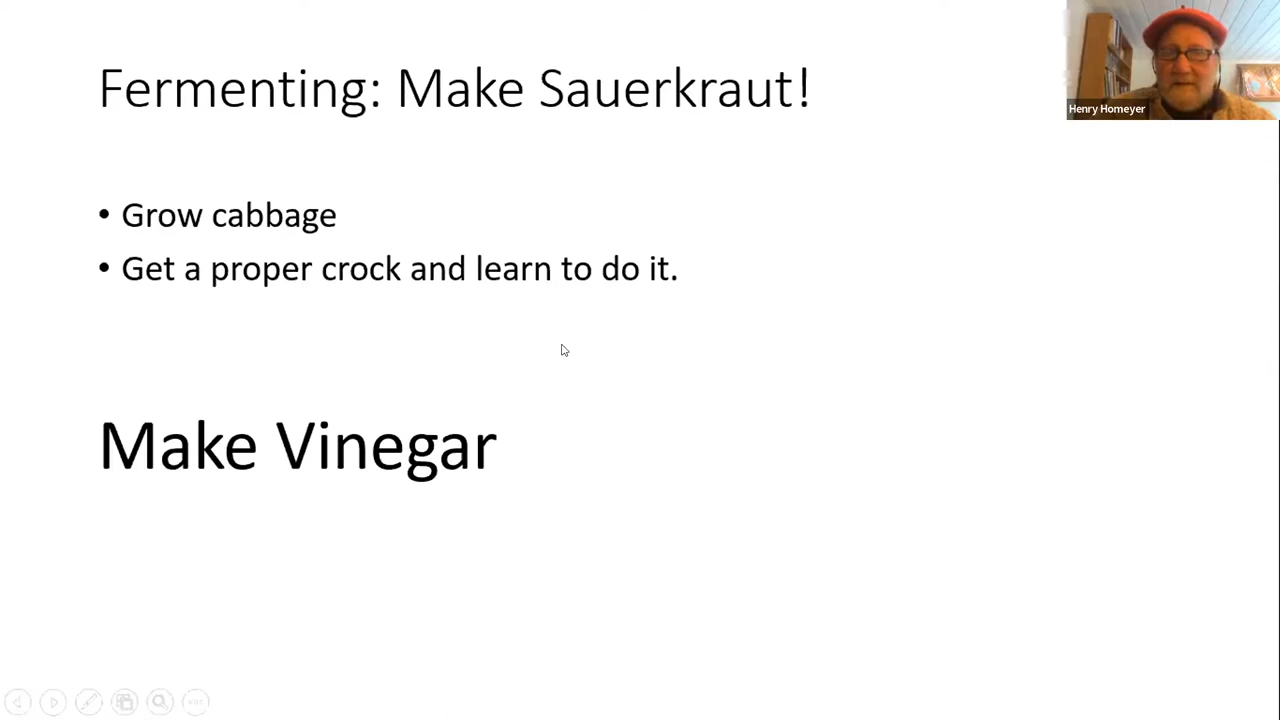 Fermenting: Make Sauerkraut!
Henry Homeyer
• Grow cabbage
• Get a proper crock and learn to do it.
Make Vinegar